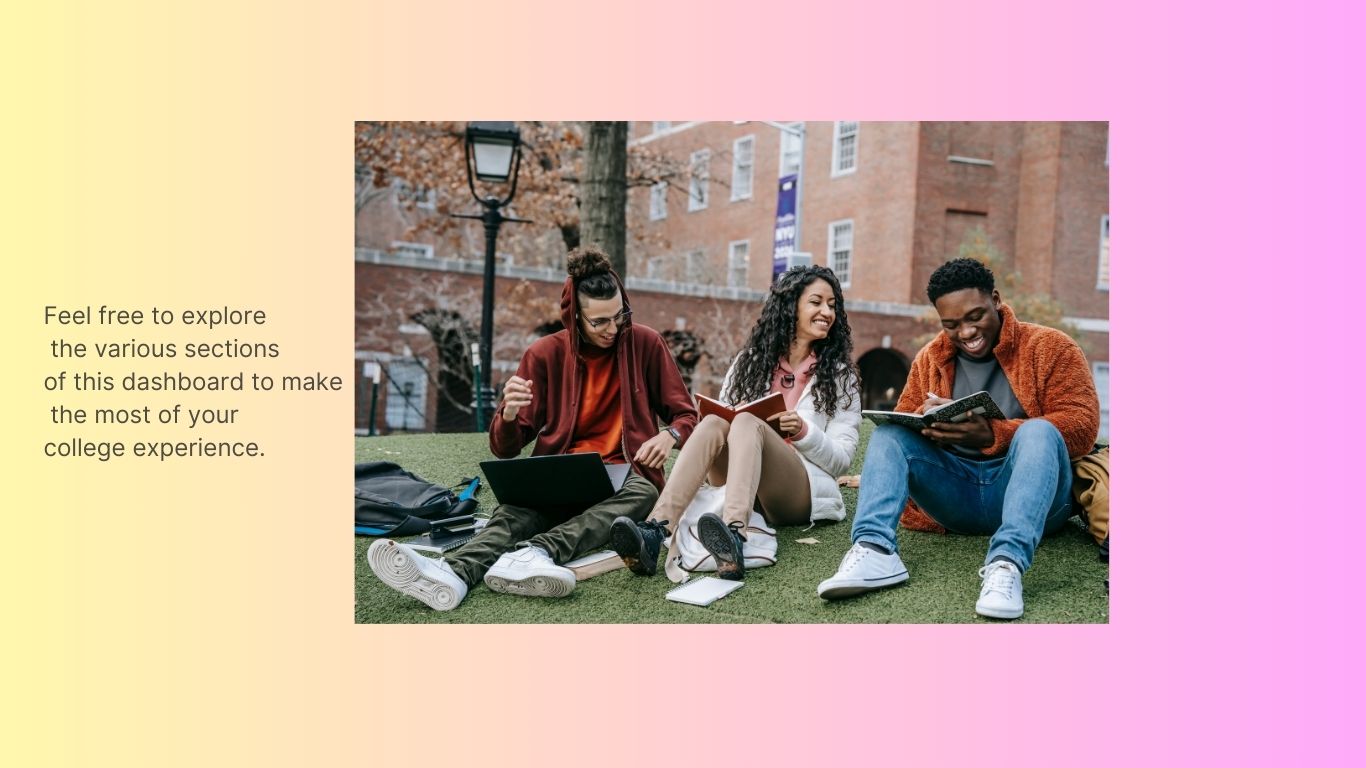 Feel free to explore
the various sections
of this dashboard to make
the most of your
college experience.
NYU